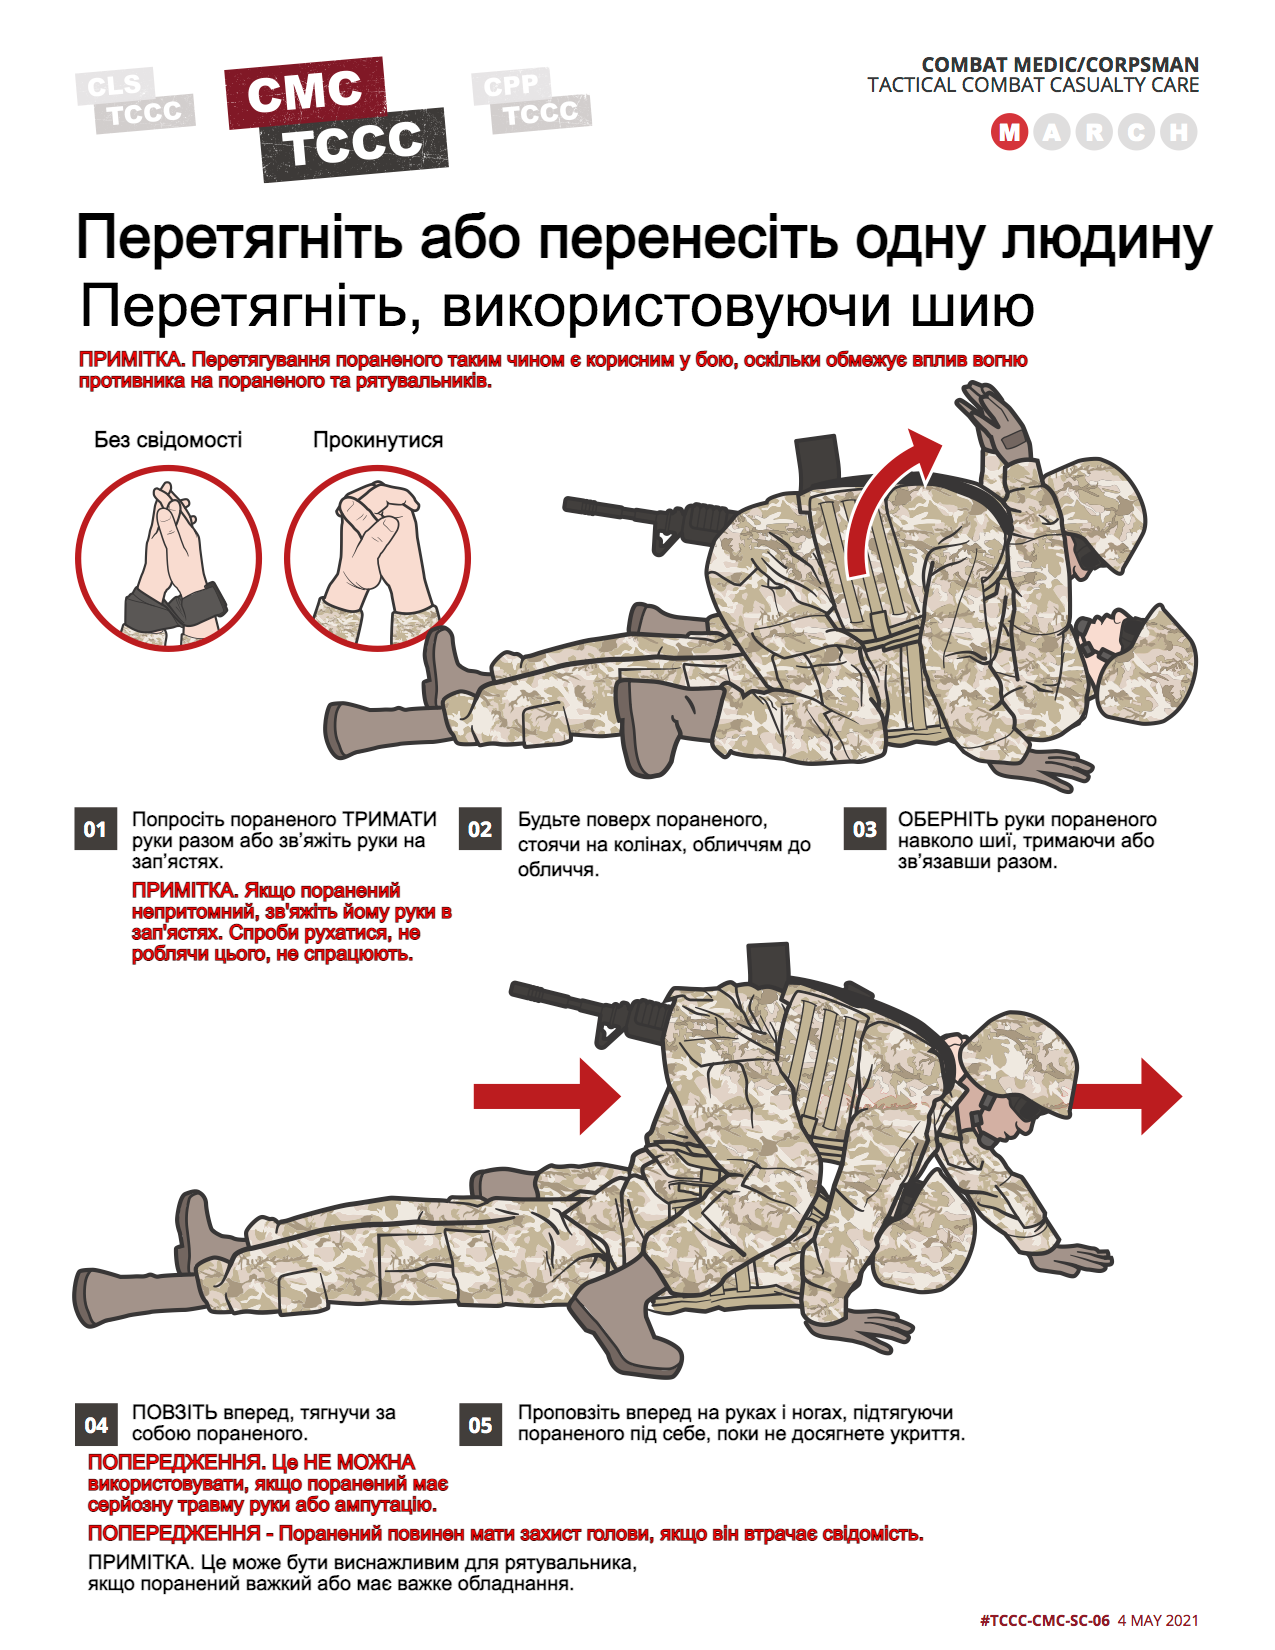 CLS
TCCC
CMC
TCCC
CPP
TCCC
COMBAT MEDIC/CORPSMAN
TACTICAL COMBAT CASUALTY CARE
M A R C H
Перетягніть або перенесіть одну людину
Перетягніть, використовуючи шию
ПРИМІТКА. Перетягування пораненого таким чином є корисним у бою, оскільки обмежує вплив вогню
противника на пораненого та рятувальників.
Без свідомості
Прокинутися
01
Попросіть пораненого ТРИМАТИ
руки разом або зв’яжіть руки на
зап’ястях.
ПРИМІТКА. Якщо поранений
непритомний, зв'яжіть йому руки в
зап'ястях. Спроби рухатися, не
роблячи цього, не спрацюють.
02
Будьте поверх пораненого,
стоячи на колінах, обличчям до
обличчя.
03
ОБЕРНІТЬ руки пораненого
навколо шиї, тримаючи або
зв’язавши разом.
04
ПОВЗІТЬ вперед, тягнучи за
собою пораненого.
ПОПЕРЕДЖЕННЯ. Це НЕ МОЖНА
використовувати, якщо поранений має
серйозну травму руки або ампутацію.
05
Проповзіть вперед на руках і ногах, підтягуючи
пораненого під себе, поки не досягнете укриття.
ПОПЕРЕДЖЕННЯ - Поранений повинен мати захист голови, якщо він втрачає свідомість.
ПРИМІТКА. Це може бути виснажливим для рятувальника,
якщо поранений важкий або має важке обладнання.
#TCCC-CMC-SC-06 4 MAY 2021